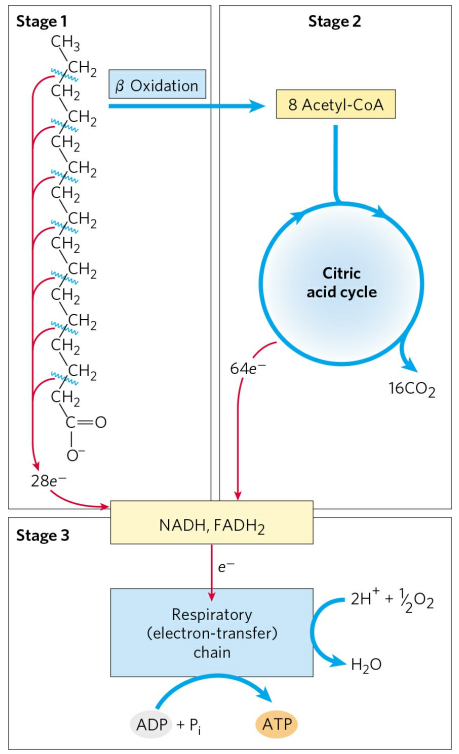 Stage 1
CH₃
CH₂
CH₂
CH₂
CH₂
CH₂
CH₂
CH₂
CH₂
CH₂
CH₂
CH₂
CH₂
CH₂
CH₂
C=O
O⁻
28e⁻
β Oxidation
Stage 2
8 Acetyl-CoA
Citric
acid cycle
64e⁻
16CO₂
NADH, FADH₂
Stage 3
e⁻
Respiratory
(electron-transfer)
chain
2H⁺ + ½O₂
H₂O
ADP + Pᵢ
ATP